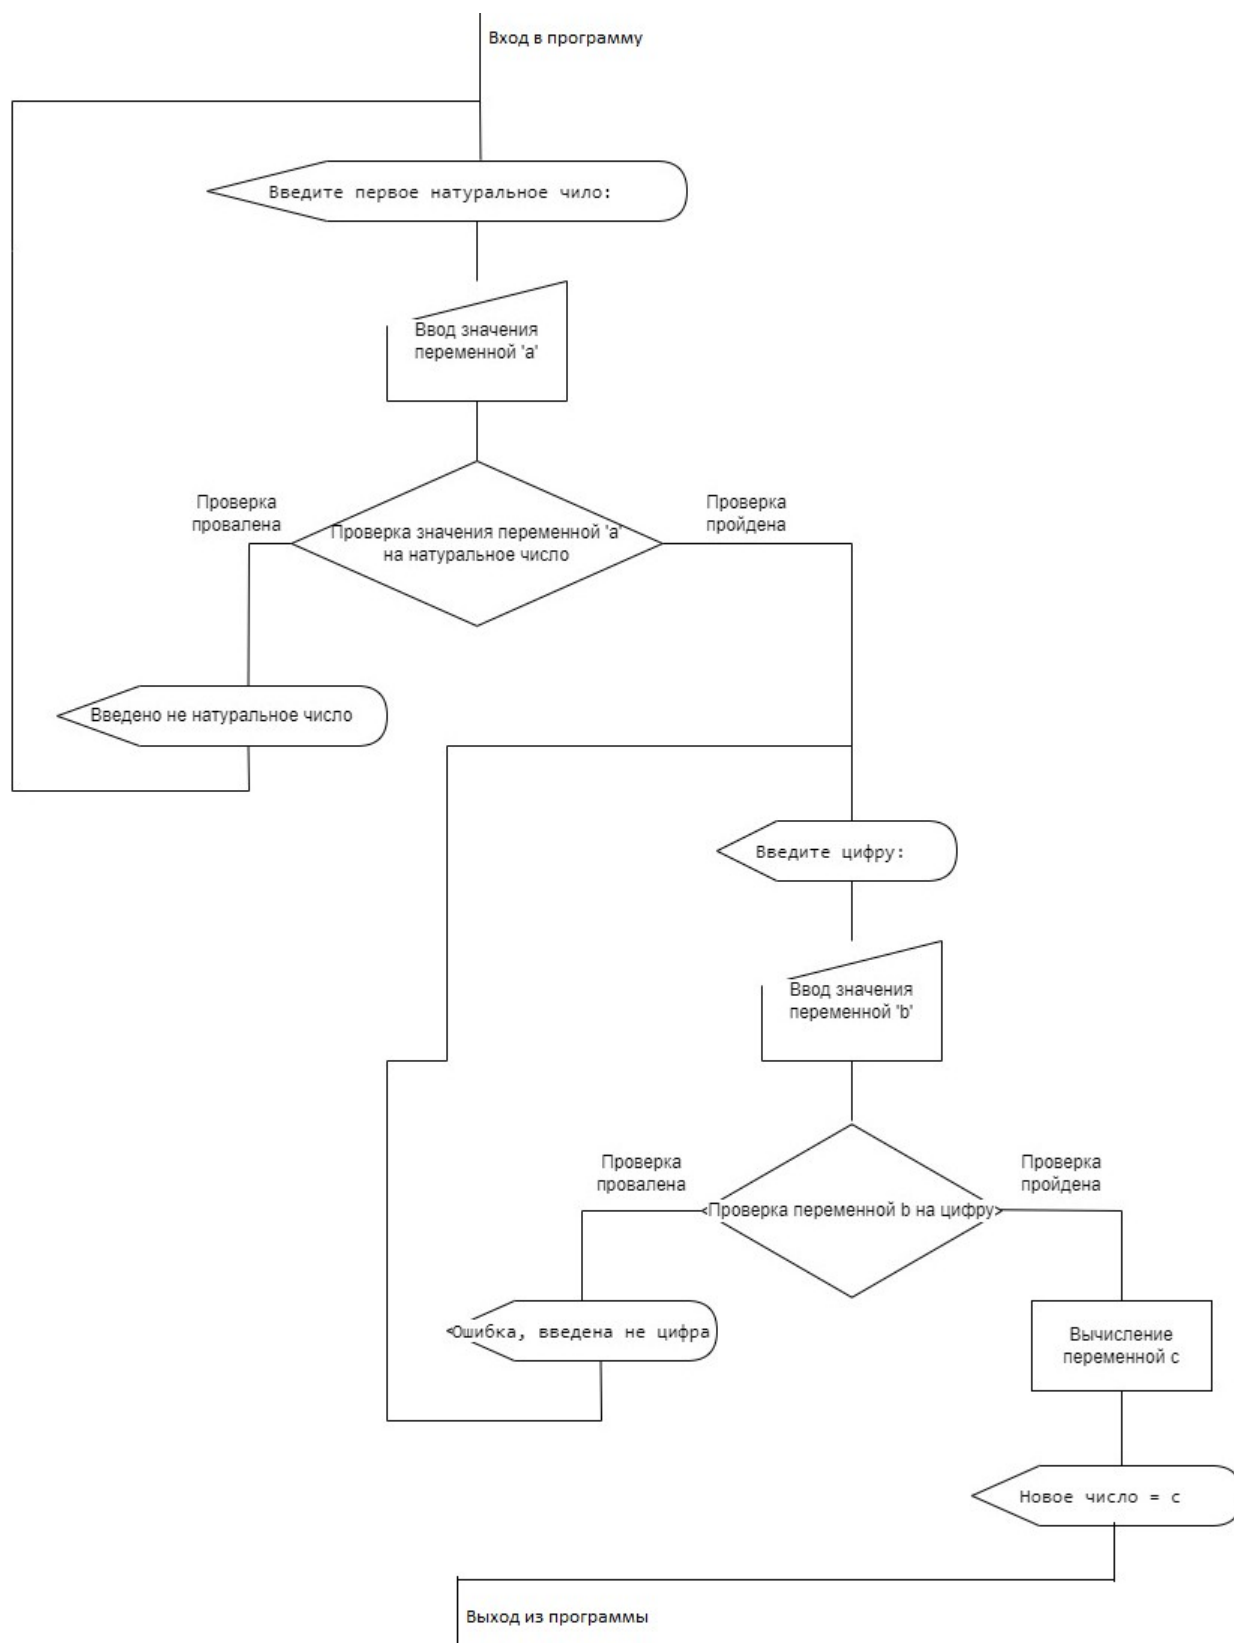 Вход в программу
Введите первое натуральное чило:
Ввод значения
переменной 'a'
Проверка
провалена
Проверка значения переменной 'a'
на натуральное число
Проверка
пройдена
Введено не натуральное число
Введите цифру:
Ввод значения
переменной 'b'
Проверка
провалена
Проверка переменной b на цифру
Проверка
пройдена
Ошибка, введена не цифра
Вычисление
переменной с
Новое число = с
Выход из программы